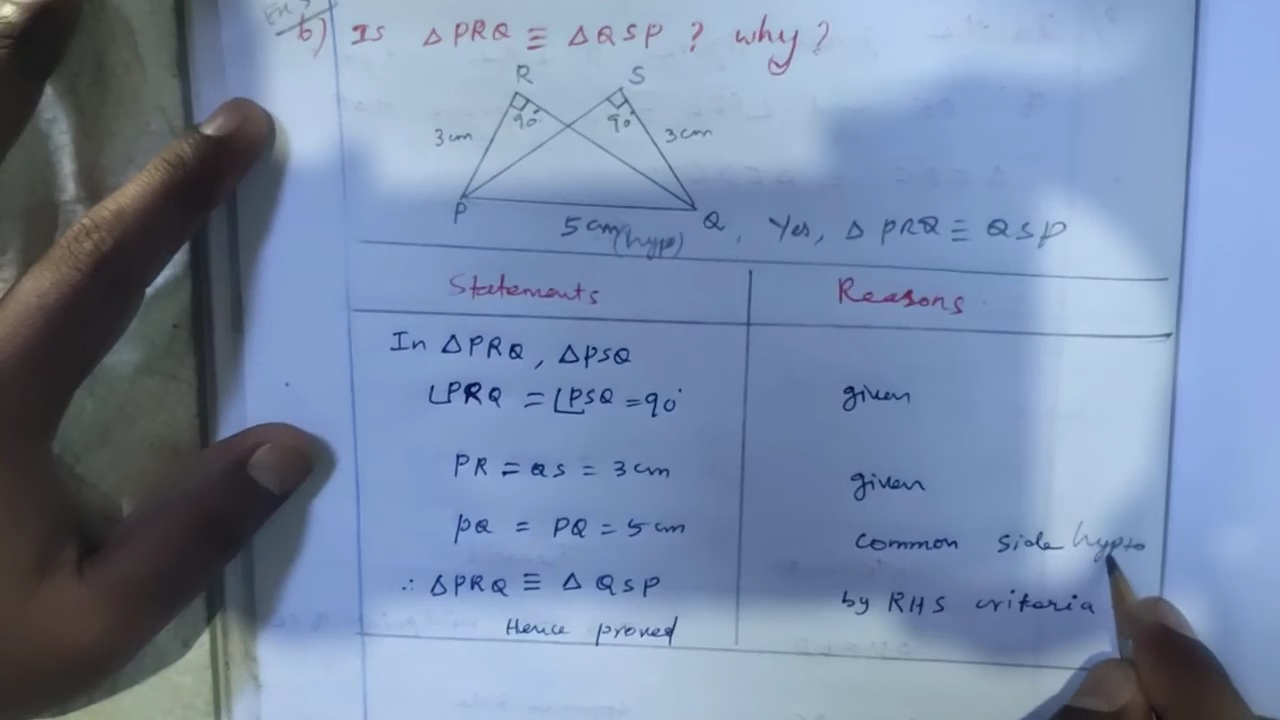 b) Is △PRQ ≡ △QSP ? why?
R S
3cm 90° 90° 3cm
P Q
5cm (hyp)
Yes, △ PRQ ≡ QSP
Statements Reasons
In △PRQ, △PSQ
∠PRQ = ∠PSQ = 90° given
PR = QS = 3cm given
PQ = PQ = 5cm common side hypto
∴ △PRQ ≡ △ QSP by RHS criteria
Hence proved